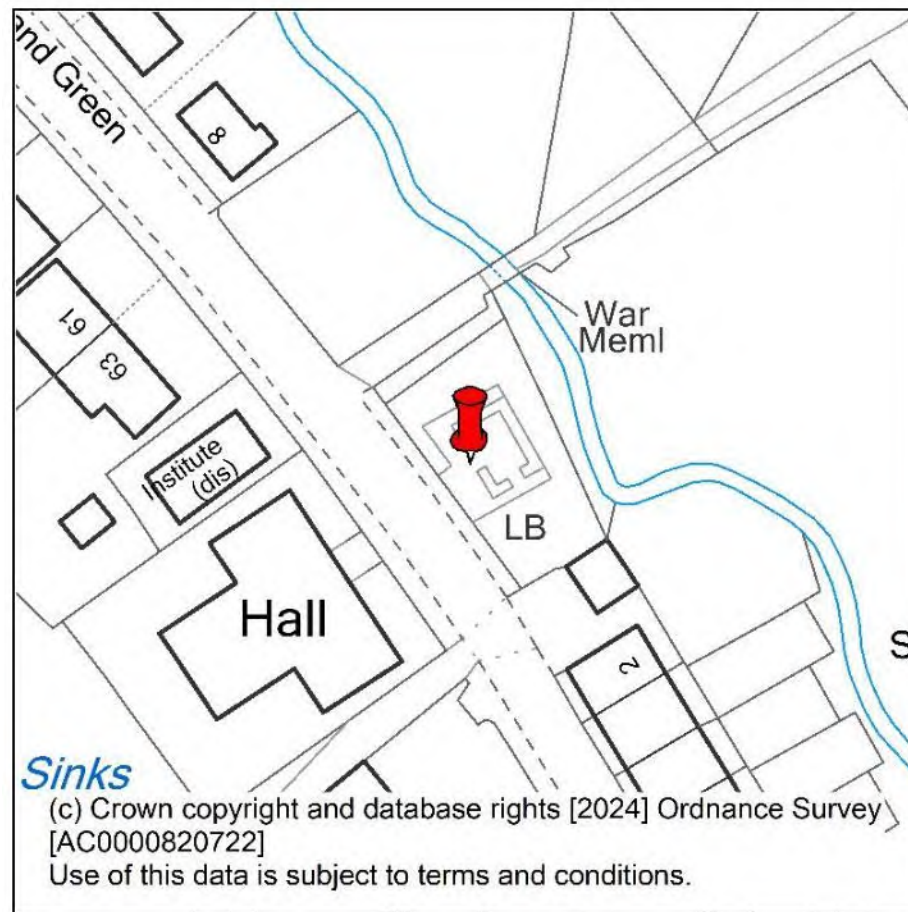 and Green
8
War
Meml
61
63
Institute
(dis)
LB
Hall
2
S
Sinks
(c) Crown copyright and database rights [2024] Ordnance Survey
[AC0000820722]
Use of this data is subject to terms and conditions.